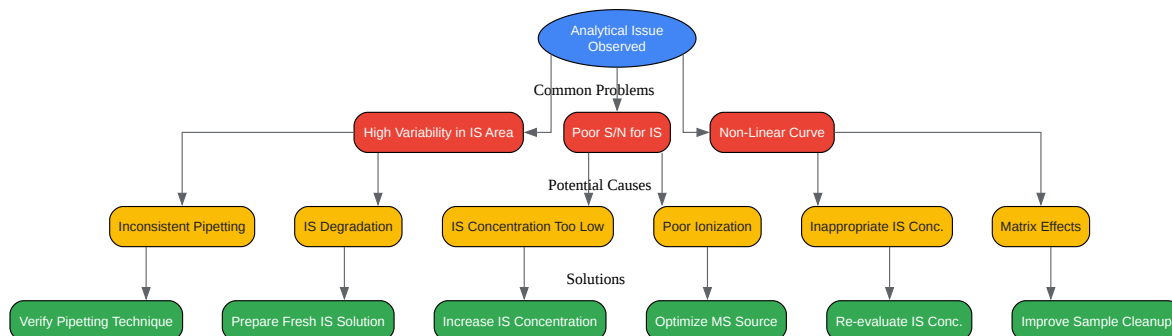 Analytical Issue
Observed
Common Problems
High Variability in IS Area
Poor S/N for IS
Non-Linear Curve
Potential Causes
Inconsistent Pipetting
IS Degradation
IS Concentration Too Low
Poor Ionization
Inappropriate IS Conc.
Matrix Effects
Solutions
Verify Pipetting Technique
Prepare Fresh IS Solution
Increase IS Concentration
Optimize MS Source
Re-evaluate IS Conc.
Improve Sample Cleanup